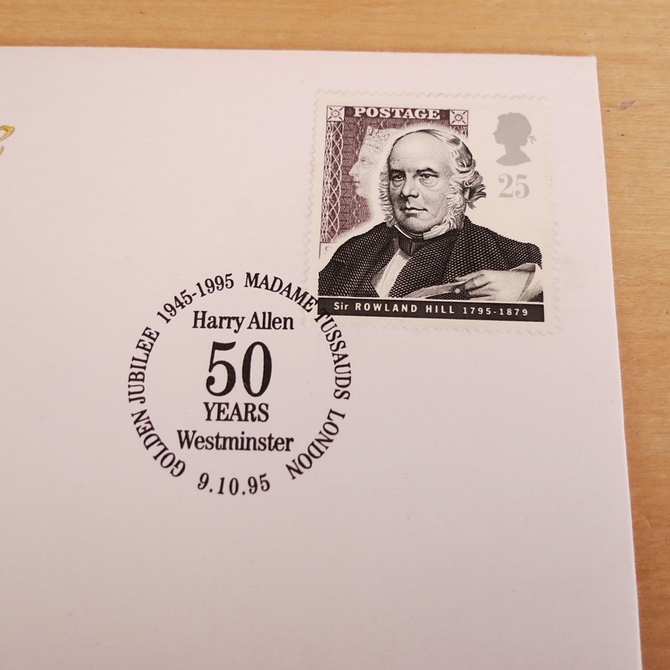 POSTAGE
25
Sir ROWLAND HILL 1795-1879
GOLDEN JUBILEE 1945-1995 MADAME TUSSAUDS LONDON
Harry Allen
50
YEARS
Westminster
9.10.95